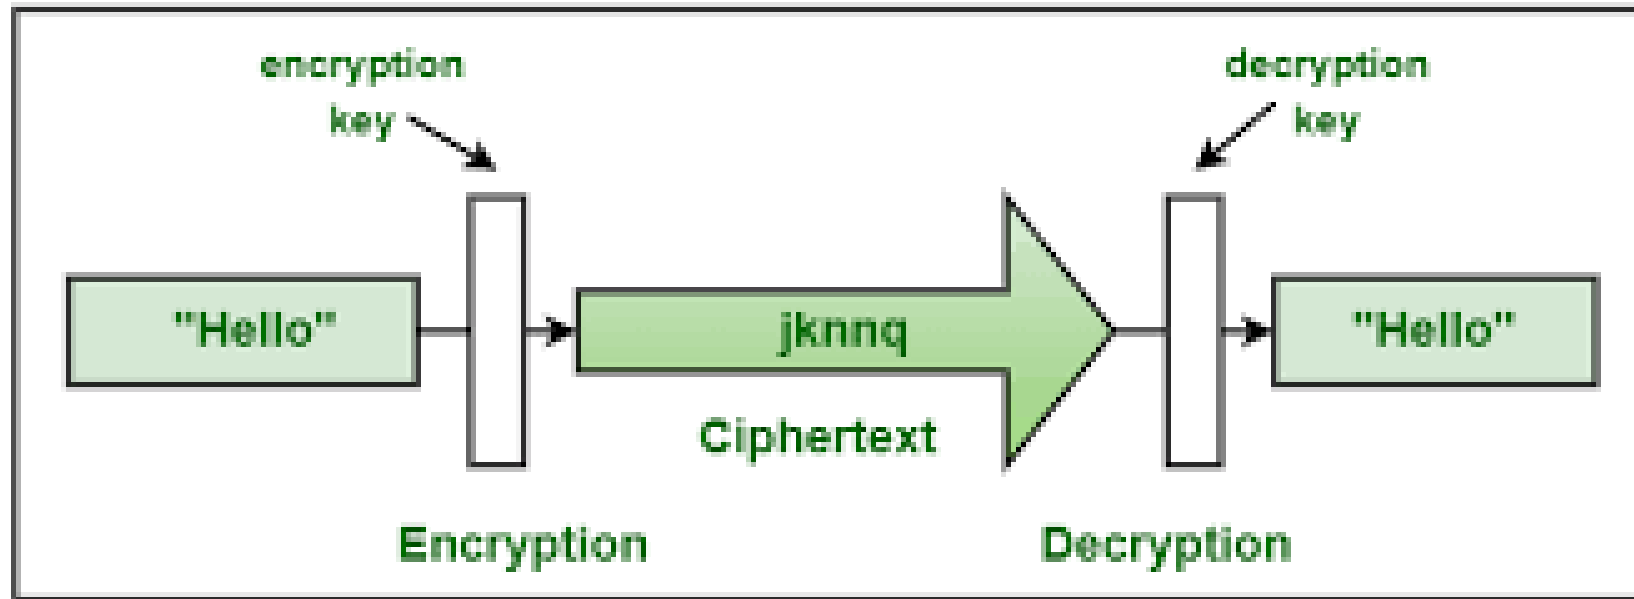 encryption
key
decryption
key
"Hello"
jknnq
"Hello"
Ciphertext
Encryption
Decryption